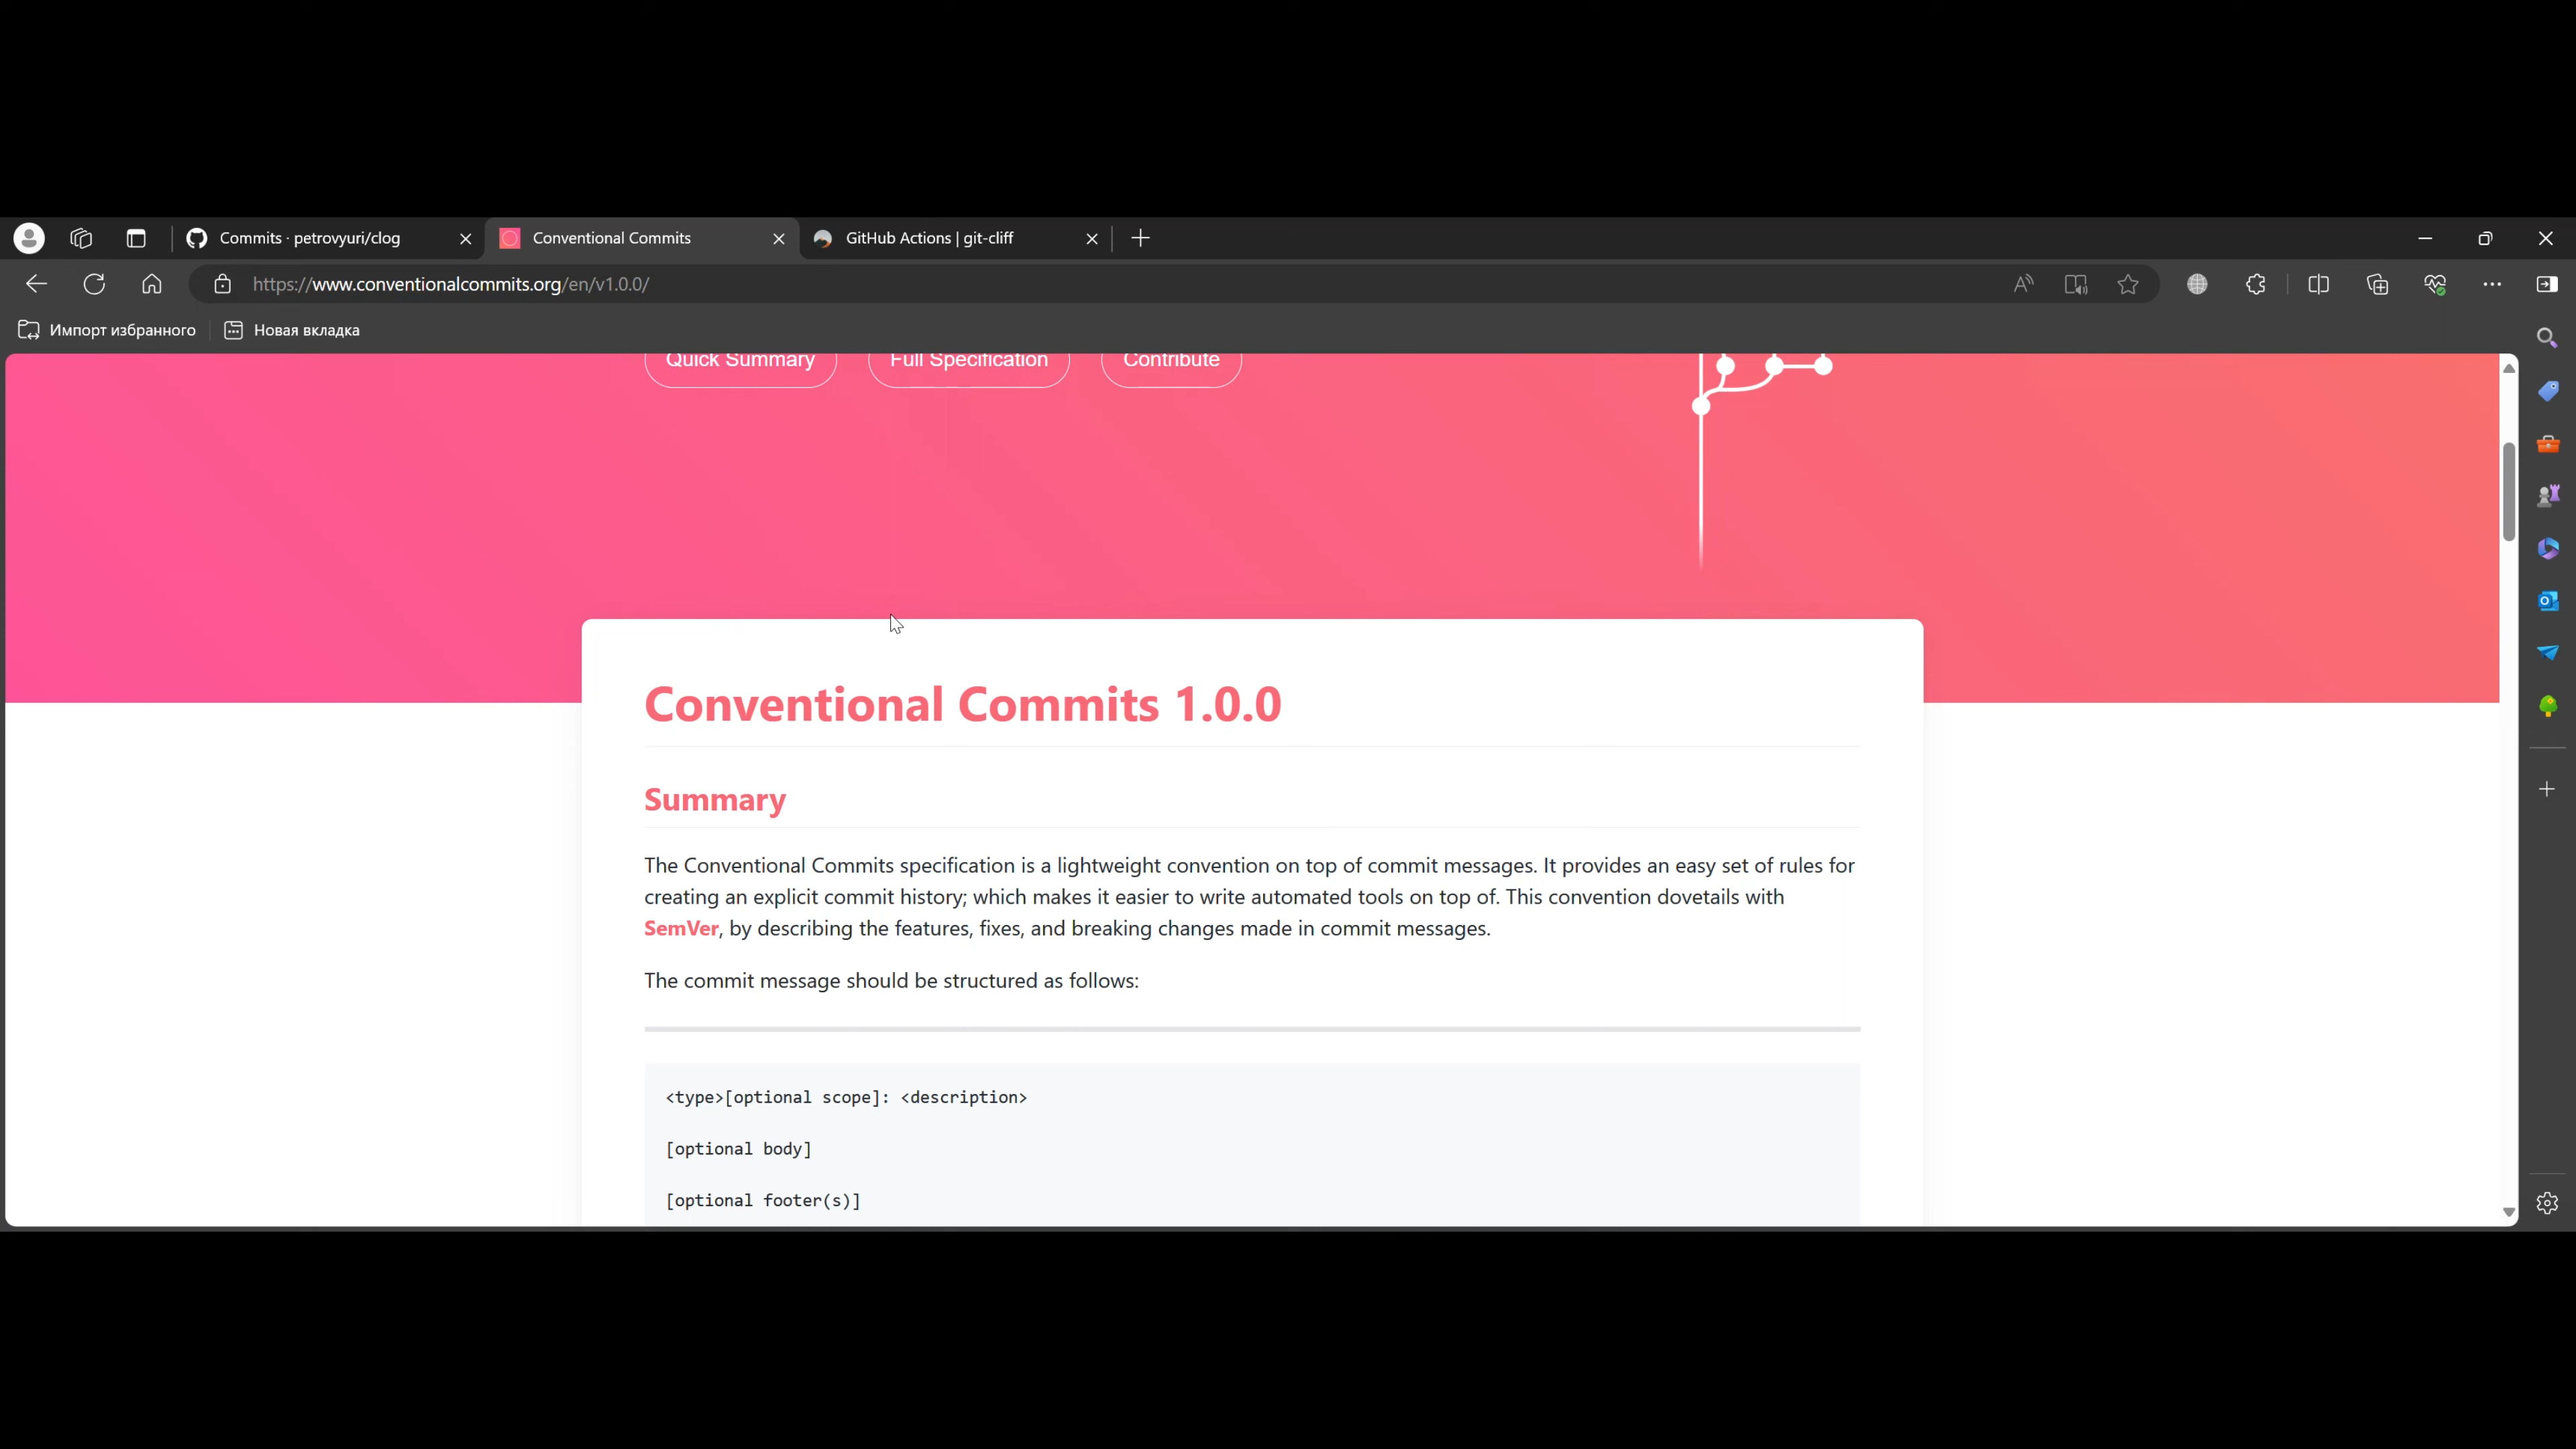 Commits · petrovyuri/clog
Conventional Commits
GitHub Actions | git-cliff
https://www.conventionalcommits.org/en/v1.0.0/
Импорт избранного
Новая вкладка
Quick Summary
Full Specification
Contribute
Conventional Commits 1.0.0
Summary
The Conventional Commits specification is a lightweight convention on top of commit messages. It provides an easy set of rules for
creating an explicit commit history; which makes it easier to write automated tools on top of. This convention dovetails with
SemVer, by describing the features, fixes, and breaking changes made in commit messages.
The commit message should be structured as follows:
<type>[optional scope]: <description>
[optional body]
[optional footer(s)]